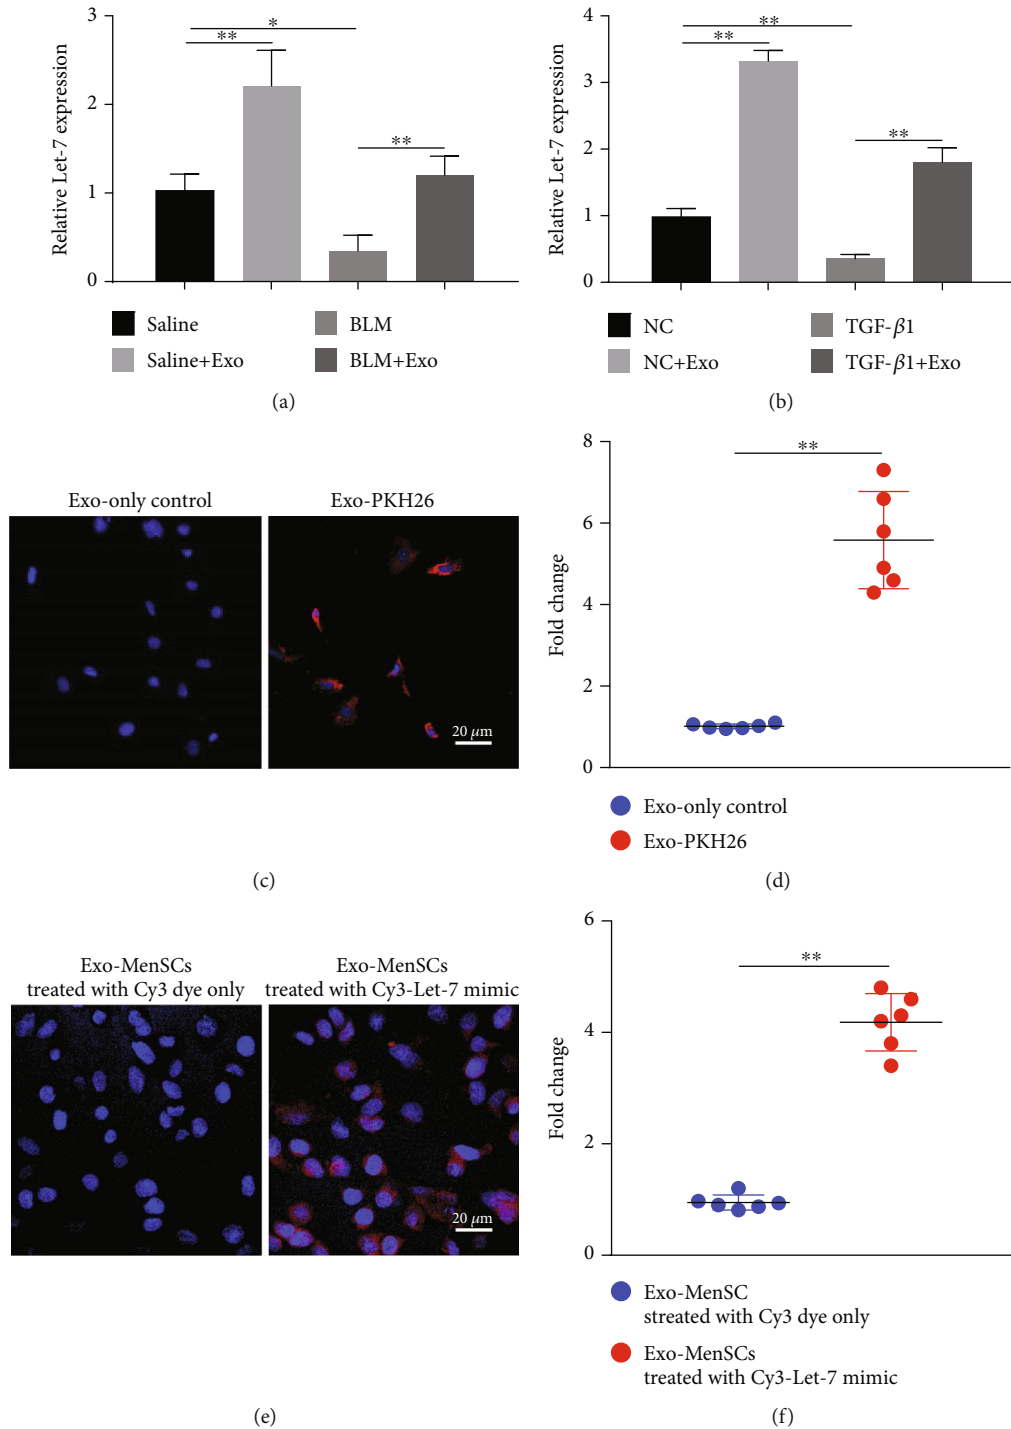 3
2
1
0
Relative Let-7 expression
*
**
**
Saline
BLM
Saline+Exo
BLM+Exo
(a)
4
3
2
1
0
Relative Let-7 expression
**
**
**
NC
TGF-β1
NC+Exo
TGF-β1+Exo
(b)
Exo-only control
Exo-PKH26
20 μm
(c)
8
6
4
2
0
Fold change
**
Exo-only control
Exo-PKH26
(d)
Exo-MenSCs
treated with Cy3 dye only
Exo-MenSCs
treated with Cy3-Let-7 mimic
20 μm
(e)
6
4
2
0
Fold change
**
Exo-MenSC
streated with Cy3 dye only
Exo-MenSCs
treated with Cy3-Let-7 mimic
(f)